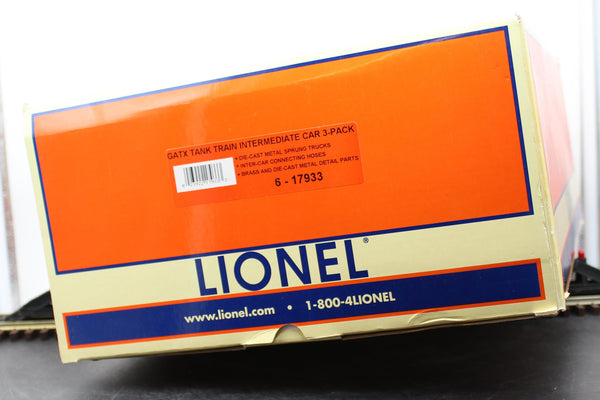 GATX TANK TRAIN INTERMEDIATE CAR 3-PACK
• DIE-CAST METAL SPRUNG TRUCKS
• INTER-CAR CONNECTING HOSES
• BRASS AND DIE-CAST METAL DETAIL PARTS
6 - 17933
LIONEL®
www.lionel.com • 1-800-4LIONEL